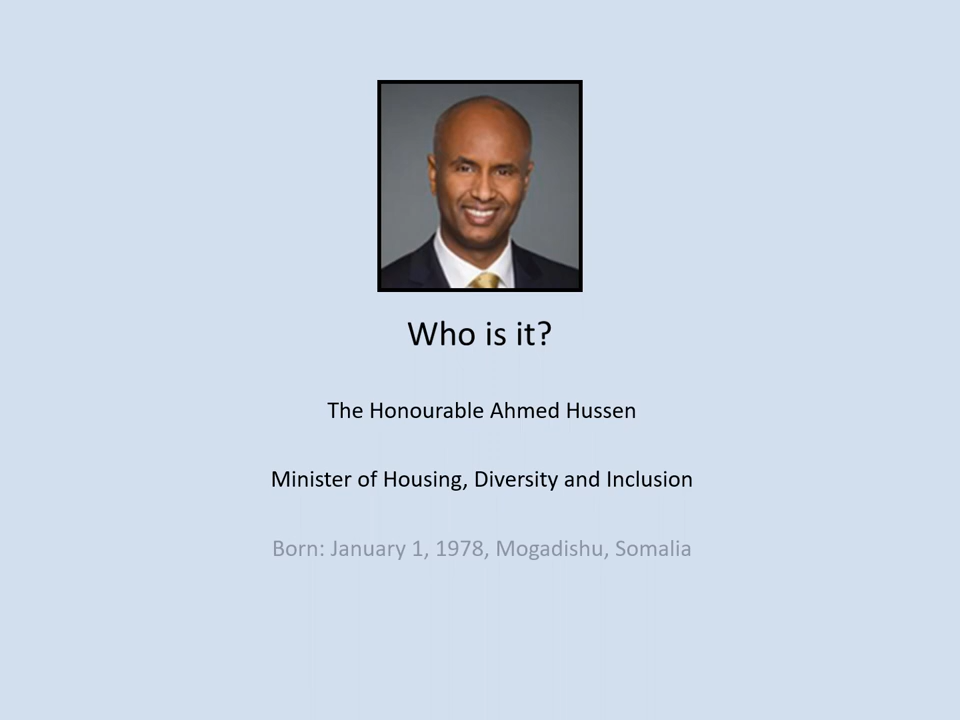 Who is it?
The Honourable Ahmed Hussen
Minister of Housing, Diversity and Inclusion
Born: January 1, 1978, Mogadishu, Somalia